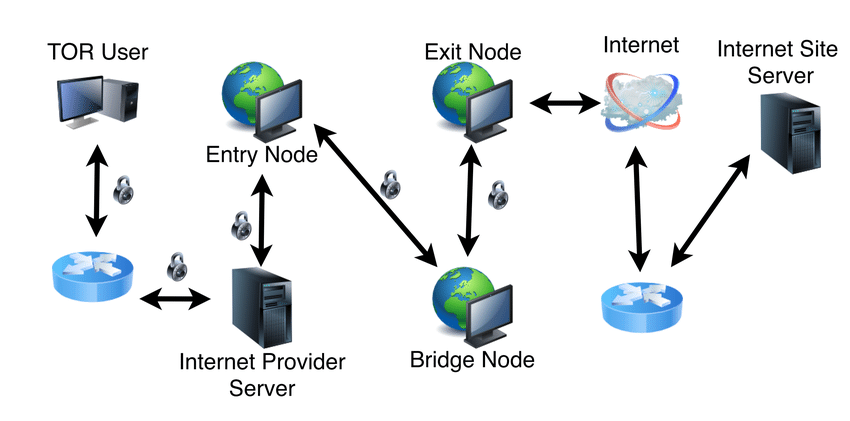 TOR User
Entry Node
Internet Provider
Server
Exit Node
Bridge Node
Internet
Internet Site
Server